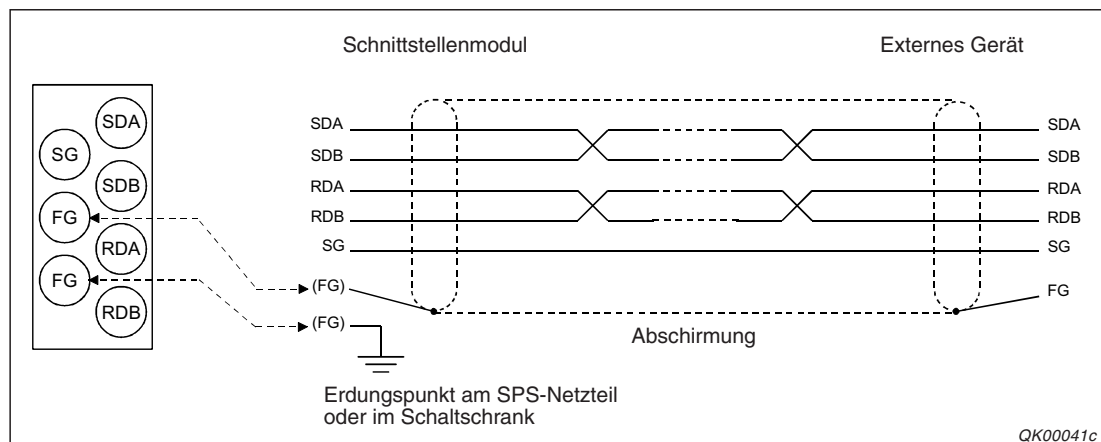 Schnittstellenmodul
Externes Gerät
SDA
SG
SDB
FG
RDA
FG
RDB
SDA
SDB
RDA
RDB
SG
(FG)
(FG)
SDA
SDB
RDA
RDB
SG
FG
Abschirmung
Erdungspunkt am SPS-Netzteil
oder im Schaltschrank
QK00041c